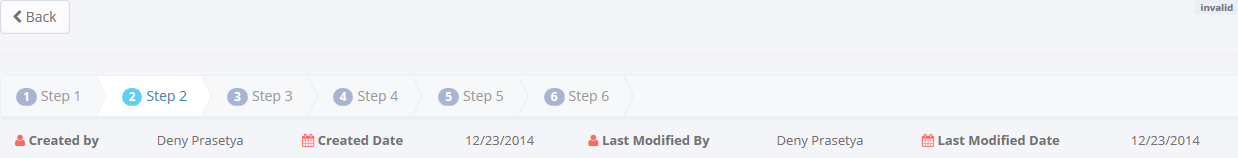 Back
invalid
1 Step 1 2 Step 2 3 Step 3 4 Step 4 5 Step 5 6 Step 6
Created by Deny Prasetya Created Date 12/23/2014 Last Modified By Deny Prasetya Last Modified Date 12/23/2014